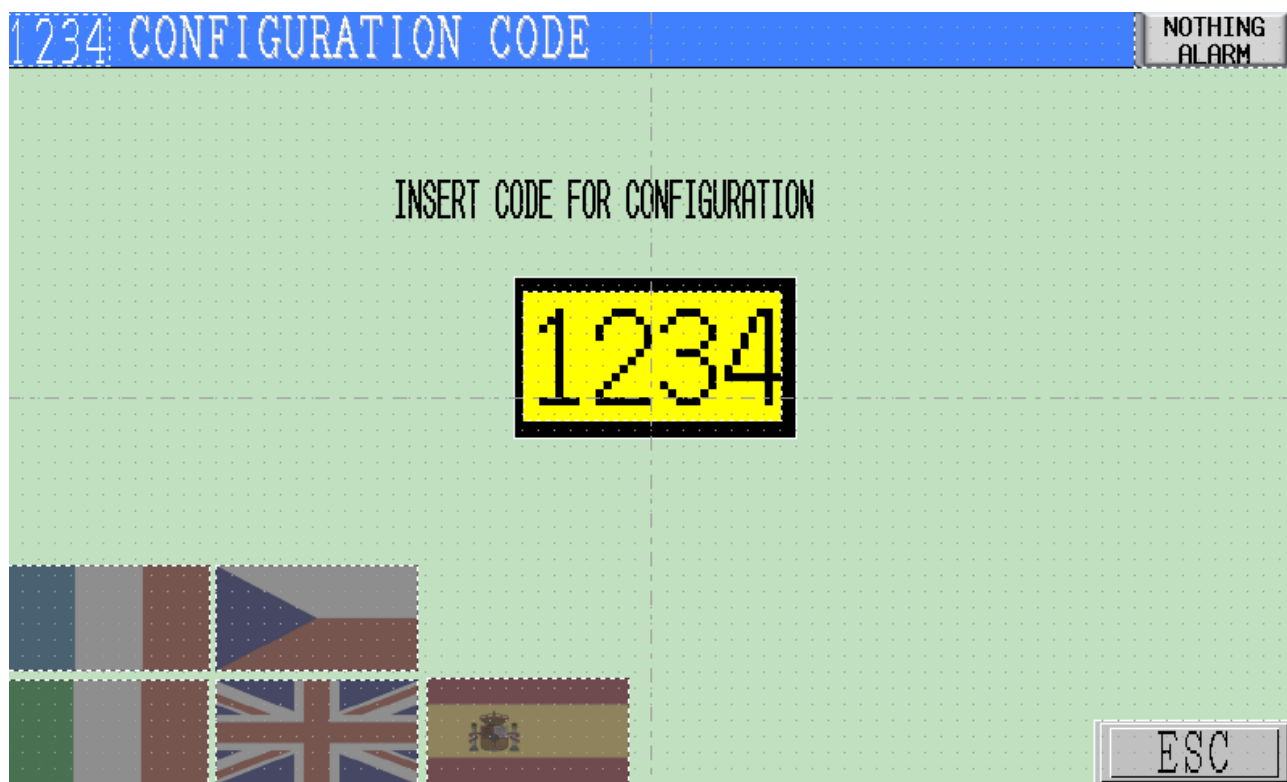 1234 CONFIGURATION CODE
NOTHING
ALARM
INSERT CODE FOR CONFIGURATION
1234
ESC